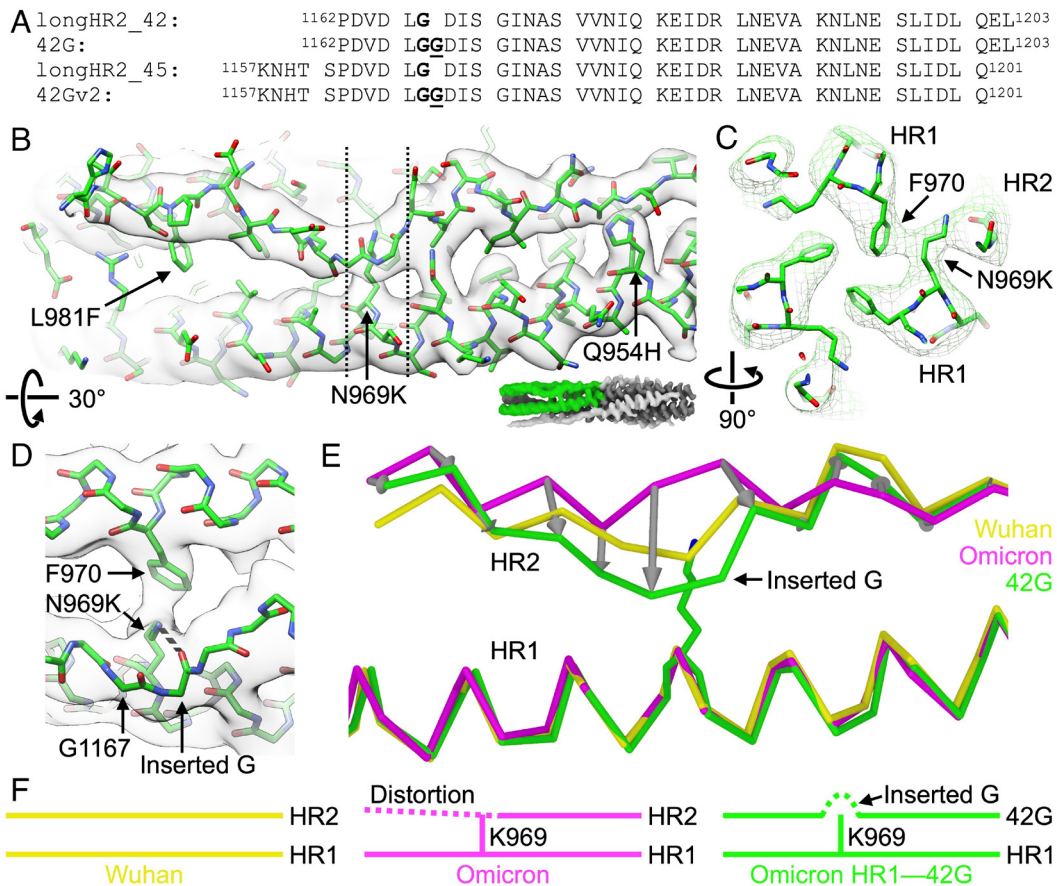 A
longHR2_42: 1162PDVD LG DIS GINAS VVNIQ KEIDR LNEVA KNLNE SLIDL QEL1203
42G: 1162PDVD LGGDIS GINAS VVNIQ KEIDR LNEVA KNLNE SLIDL QEL1203
longHR2_45: 1157KNHT SPDVD LG DIS GINAS VVNIQ KEIDR LNEVA KNLNE SLIDL Q1201
42Gv2: 1157KNHT SPDVD LGGDIS GINAS VVNIQ KEIDR LNEVA KNLNE SLIDL Q1201
B
L981F
N969K
Q954H
30°
C
HR1
F970
HR2
N969K
HR1
90°
D
F970
N969K
G1167
Inserted G
E
Wuhan
Omicron
42G
HR2
Inserted G
HR1
F
HR2
HR1
Wuhan
Distortion
HR2
K969
HR1
Omicron
Inserted G
42G
K969
HR1
Omicron HR1—42G